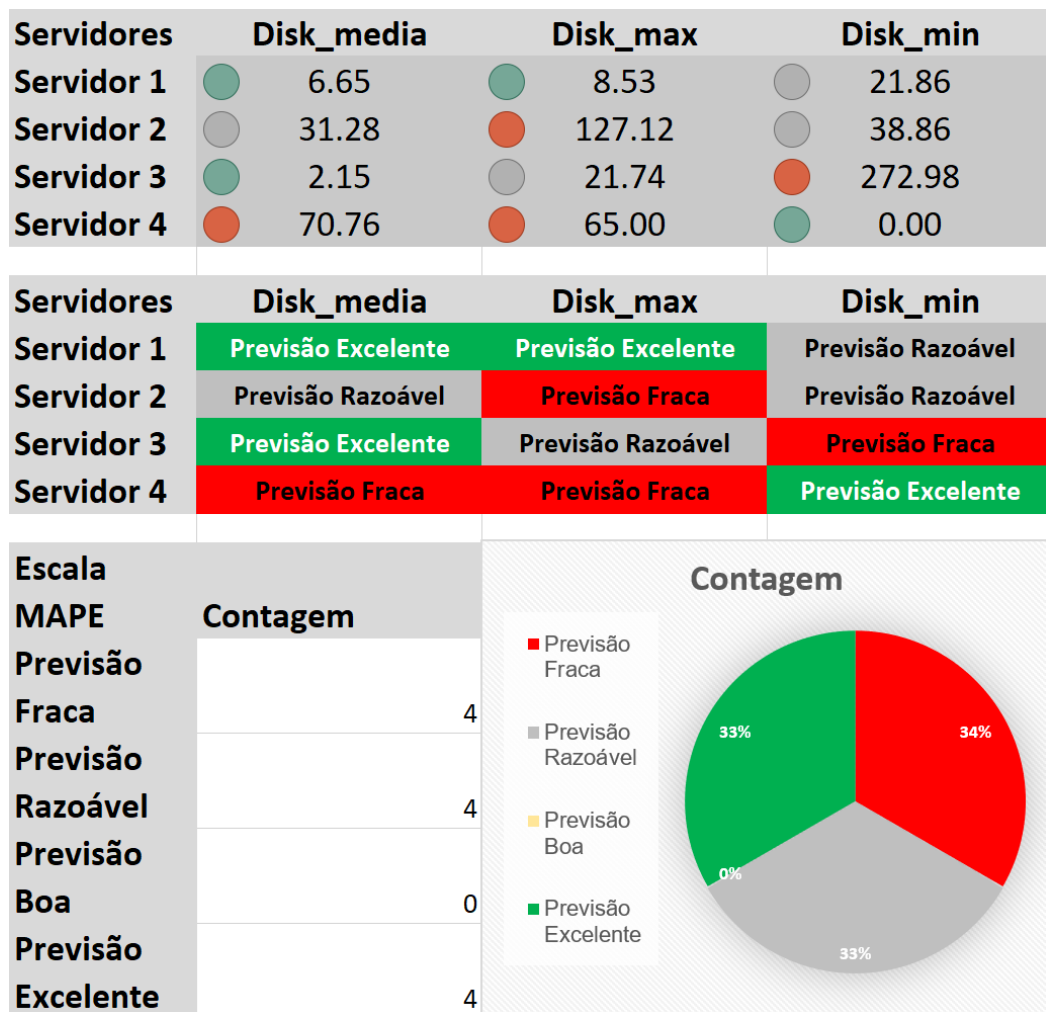 Servidores Disk_media Disk_max Disk_min
Servidor 1 6.65 8.53 21.86
Servidor 2 31.28 127.12 38.86
Servidor 3 2.15 21.74 272.98
Servidor 4 70.76 65.00 0.00
Servidores Disk_media Disk_max Disk_min
Servidor 1 Previsão Excelente Previsão Excelente Previsão Razoável
Servidor 2 Previsão Razoável Previsão Fraca Previsão Razoável
Servidor 3 Previsão Excelente Previsão Razoável Previsão Fraca
Servidor 4 Previsão Fraca Previsão Fraca Previsão Excelente
Escala
MAPE Contagem
Previsão
Fraca 4
Previsão
Razoável 4
Previsão
Boa 0
Previsão
Excelente 4
Contagem
Previsão
Fraca
Previsão
Razoável
Previsão
Boa
Previsão
Excelente
33% 34%
0%
33%